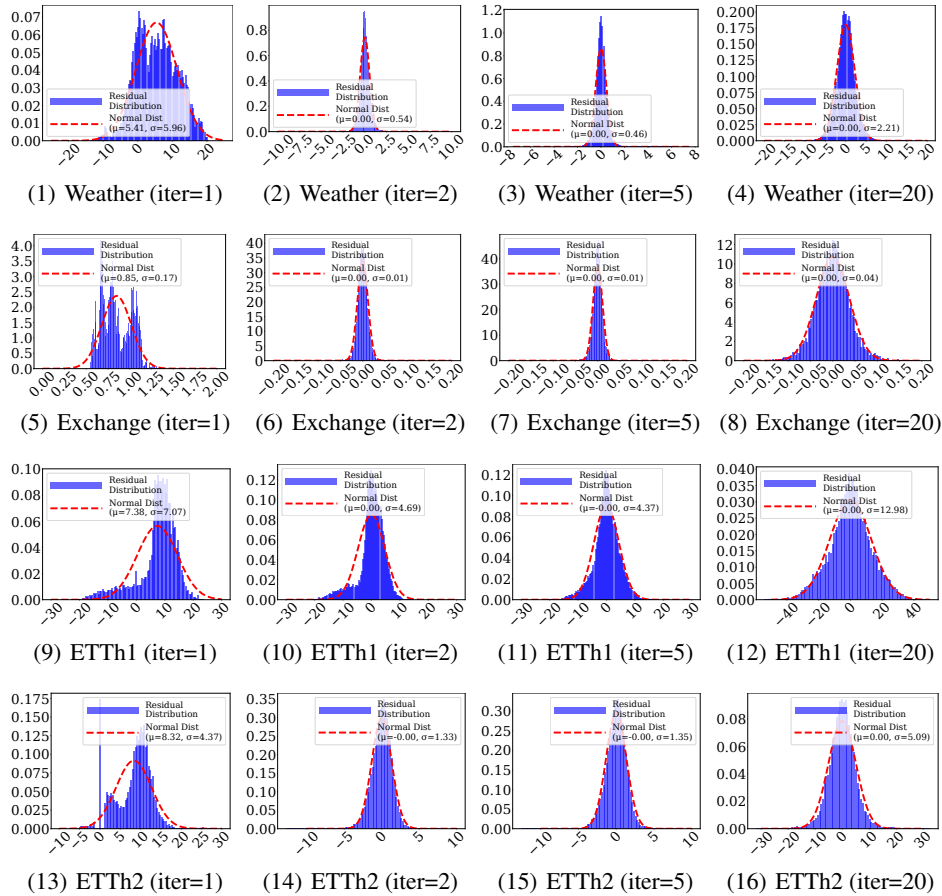 0.07
0.06
0.05
0.04
0.03
0.02
0.01
0.00
−20
−10
0
10
20
Residual
Distribution
Normal Dist
(μ=5.41, σ=5.96)
(1) Weather (iter=1)
0.8
0.6
0.4
0.2
0.0
−10.0
−7.5
−5.0
−2.5
0.0
2.5
5.0
7.5
10.0
Residual
Distribution
Normal Dist
(μ=0.00, σ=0.54)
(2) Weather (iter=2)
1.2
1.0
0.8
0.6
0.4
0.2
0.0
−8
−6
−4
−2
0
2
4
6
8
Residual
Distribution
Normal Dist
(μ=0.00, σ=0.46)
(3) Weather (iter=5)
0.200
0.175
0.150
0.125
0.100
0.075
0.050
0.025
0.000
−20
−15
−10
−5
0
5
10
15
20
Residual
Distribution
Normal Dist
(μ=0.00, σ=2.21)
(4) Weather (iter=20)
4.0
3.5
3.0
2.5
2.0
1.5
1.0
0.5
0.0
0.00
0.25
0.50
0.75
1.00
1.25
1.50
1.75
2.00
Residual
Distribution
Normal Dist
(μ=0.85, σ=0.17)
(5) Exchange (iter=1)
40
35
30
25
20
15
10
5
0
−0.20
−0.15
−0.10
−0.05
0.00
0.05
0.10
0.15
0.20
Residual
Distribution
Normal Dist
(μ=0.00, σ=0.01)
(6) Exchange (iter=2)
40
30
20
10
0
−0.20
−0.15
−0.10
−0.05
0.00
0.05
0.10
0.15
0.20
Residual
Distribution
Normal Dist
(μ=0.00, σ=0.01)
(7) Exchange (iter=5)
12
10
8
6
4
2
0
−0.20
−0.15
−0.10
−0.05
0.00
0.05
0.10
0.15
0.20
Residual
Distribution
Normal Dist
(μ=0.00, σ=0.04)
(8) Exchange (iter=20)
0.10
0.08
0.06
0.04
0.02
0.00
−30
−20
−10
0
10
20
30
Residual
Distribution
Normal Dist
(μ=7.38, σ=7.07)
(9) ETTh1 (iter=1)
0.12
0.10
0.08
0.06
0.04
0.02
0.00
−30
−20
−10
0
10
20
30
Residual
Distribution
Normal Dist
(μ=0.00, σ=4.69)
(10) ETTh1 (iter=2)
0.12
0.10
0.08
0.06
0.04
0.02
0.00
−30
−20
−10
0
10
20
30
Residual
Distribution
Normal Dist
(μ=-0.00, σ=4.37)
(11) ETTh1 (iter=5)
0.040
0.035
0.030
0.025
0.020
0.015
0.010
0.005
0.000
−40
−20
0
20
40
Residual
Distribution
Normal Dist
(μ=-0.00, σ=12.98)
(12) ETTh1 (iter=20)
0.175
0.150
0.125
0.100
0.075
0.050
0.025
0.000
−10
−5
0
5
10
15
20
25
30
Residual
Distribution
Normal Dist
(μ=8.32, σ=4.37)
(13) ETTh2 (iter=1)
0.35
0.30
0.25
0.20
0.15
0.10
0.05
0.00
−10
−5
0
5
10
Residual
Distribution
Normal Dist
(μ=-0.00, σ=1.33)
(14) ETTh2 (iter=2)
0.30
0.25
0.20
0.15
0.10
0.05
0.00
−10
−5
0
5
10
Residual
Distribution
Normal Dist
(μ=-0.00, σ=1.35)
(15) ETTh2 (iter=5)
0.08
0.06
0.04
0.02
0.00
−30
−20
−10
0
10
20
30
Residual
Distribution
Normal Dist
(μ=0.00, σ=5.09)
(16) ETTh2 (iter=20)